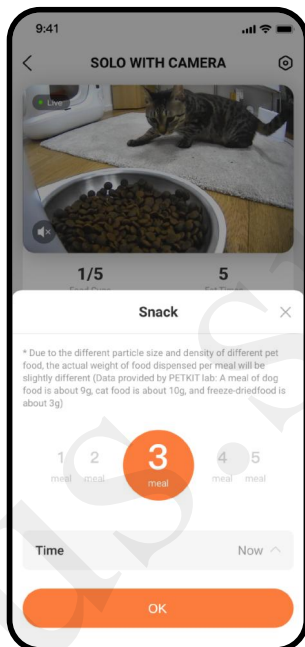 9:41
SOLO WITH CAMERA
Live
1/5 5
Snack
* Due to the different particle size and density of different pet
food, the actual weight of food dispensed per meal will be
slightly different (Data provided by PETKIT lab: A meal of dog
food is about 9g, cat food is about 10g, and freeze-driedfood is
about 3g)
1 2 3 4 5
meal meal meal meal meal
Time Now
OK